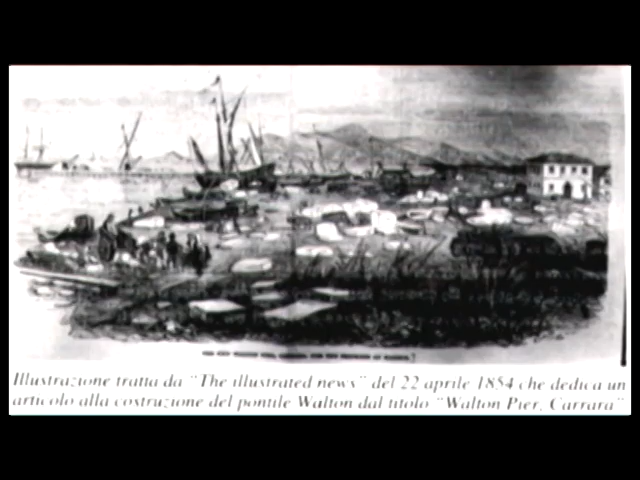 Illustrazione tratta da "The illustrated news" del 22 aprile 1854 che dedica un
articolo alla costruzione del pontile Walton dal titolo "Walton Pier, Carrara"